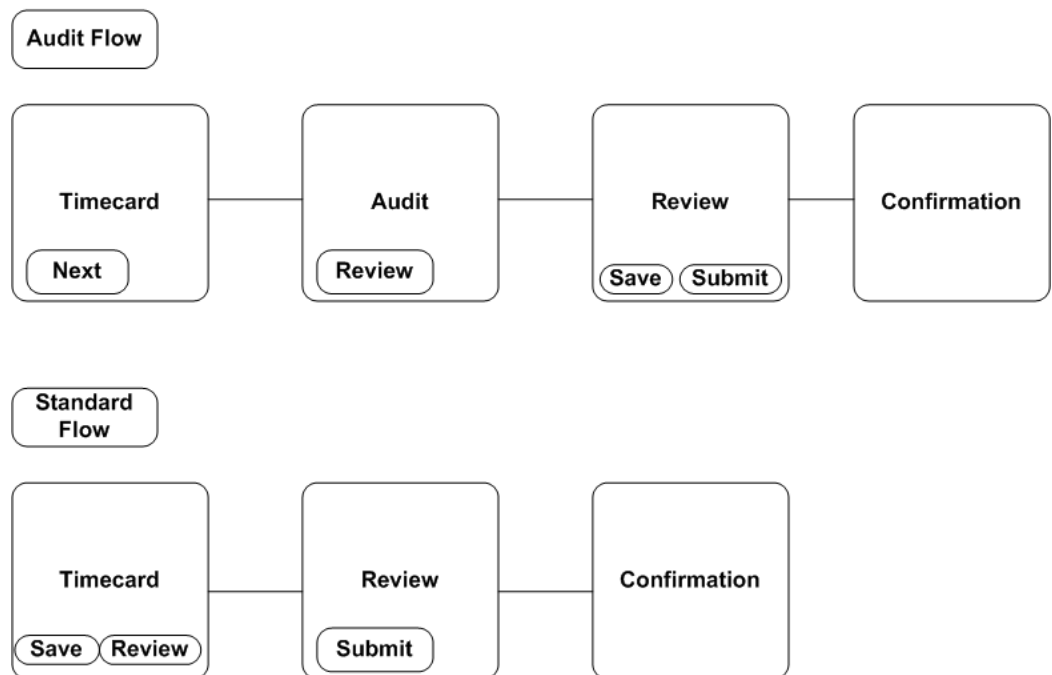 Audit Flow
Timecard
Audit
Review
Confirmation
Next
Review
Save
Submit
Standard
Flow
Timecard
Review
Confirmation
Save
Review
Submit